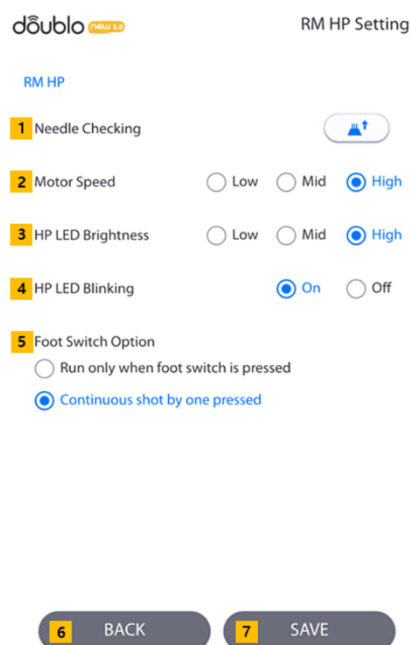 doublo new 2.0
RM HP Setting
RM HP
1 Needle Checking
2 Motor Speed Low Mid High
3 HP LED Brightness Low Mid High
4 HP LED Blinking On Off
5 Foot Switch Option
Run only when foot switch is pressed
Continuous shot by one pressed
6 BACK
7 SAVE